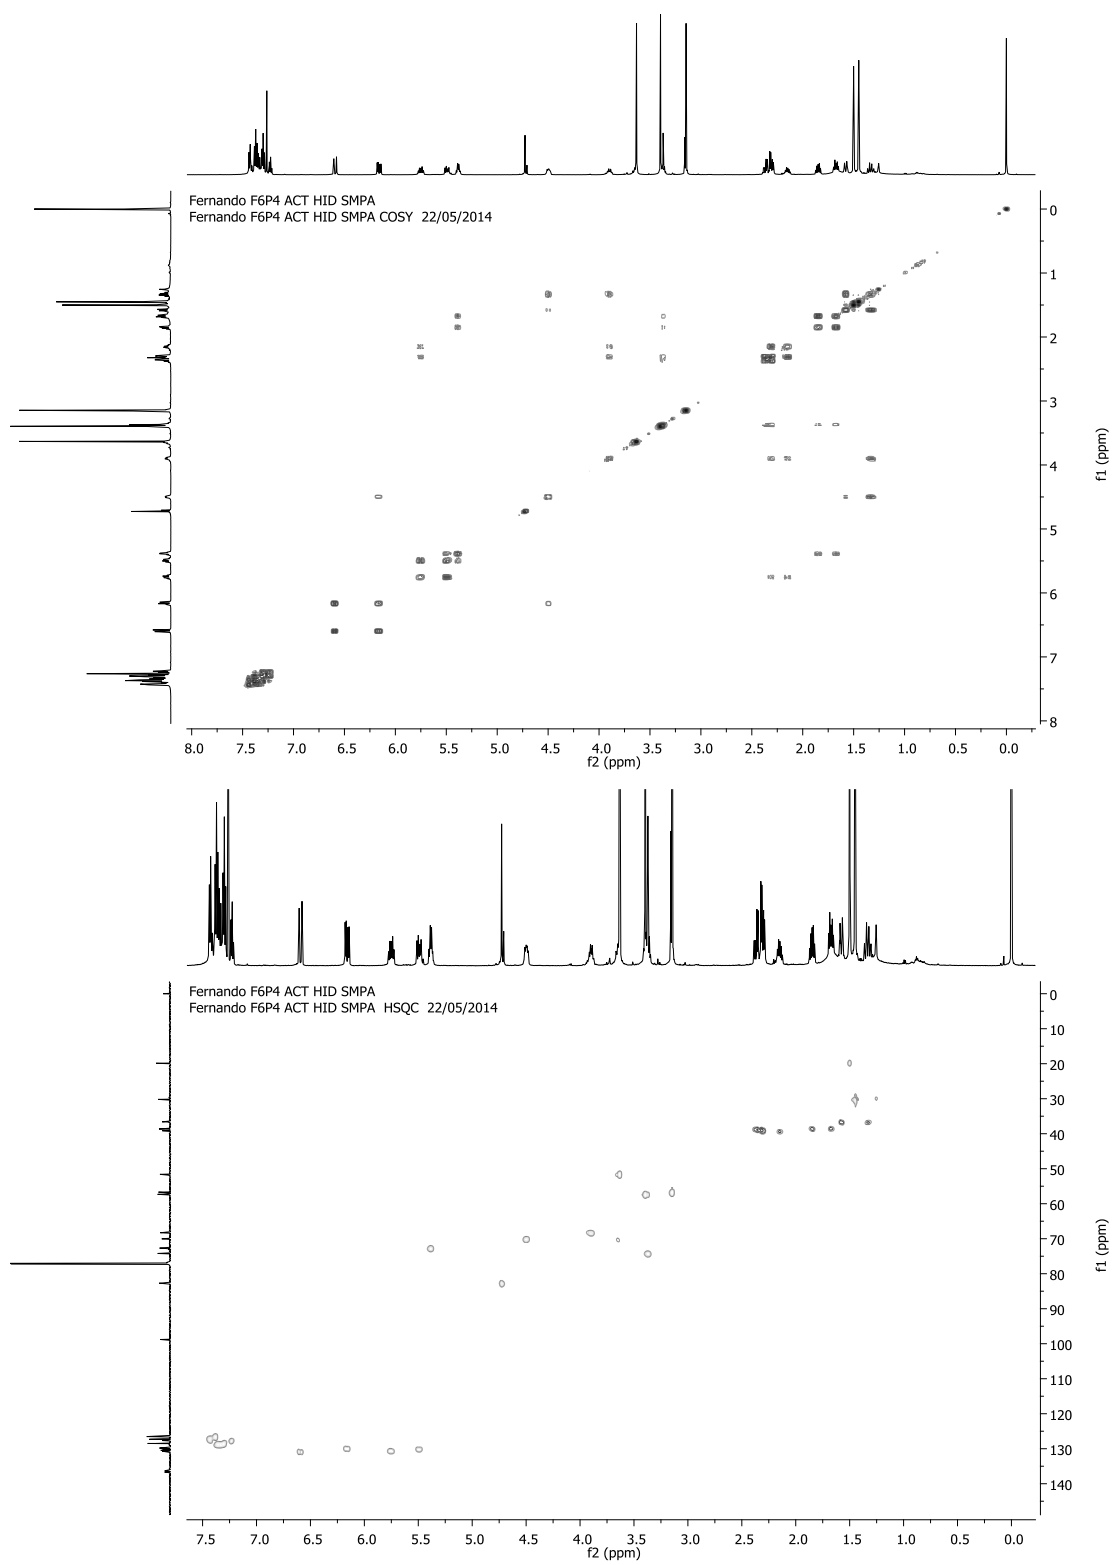 Fernando F6P4 ACT HID SMPA
Fernando F6P4 ACT HID SMPA COSY 22/05/2014
0
1
2
3
4
5
6
7
8
f1 (ppm)
8.0 7.5 7.0 6.5 6.0 5.5 5.0 4.5 4.0 3.5 3.0 2.5 2.0 1.5 1.0 0.5 0.0
f2 (ppm)
Fernando F6P4 ACT HID SMPA
Fernando F6P4 ACT HID SMPA HSQC 22/05/2014
0
10
20
30
40
50
60
70
80
90
100
110
120
130
140
f1 (ppm)
7.5 7.0 6.5 6.0 5.5 5.0 4.5 4.0 3.5 3.0 2.5 2.0 1.5 1.0 0.5 0.0
f2 (ppm)